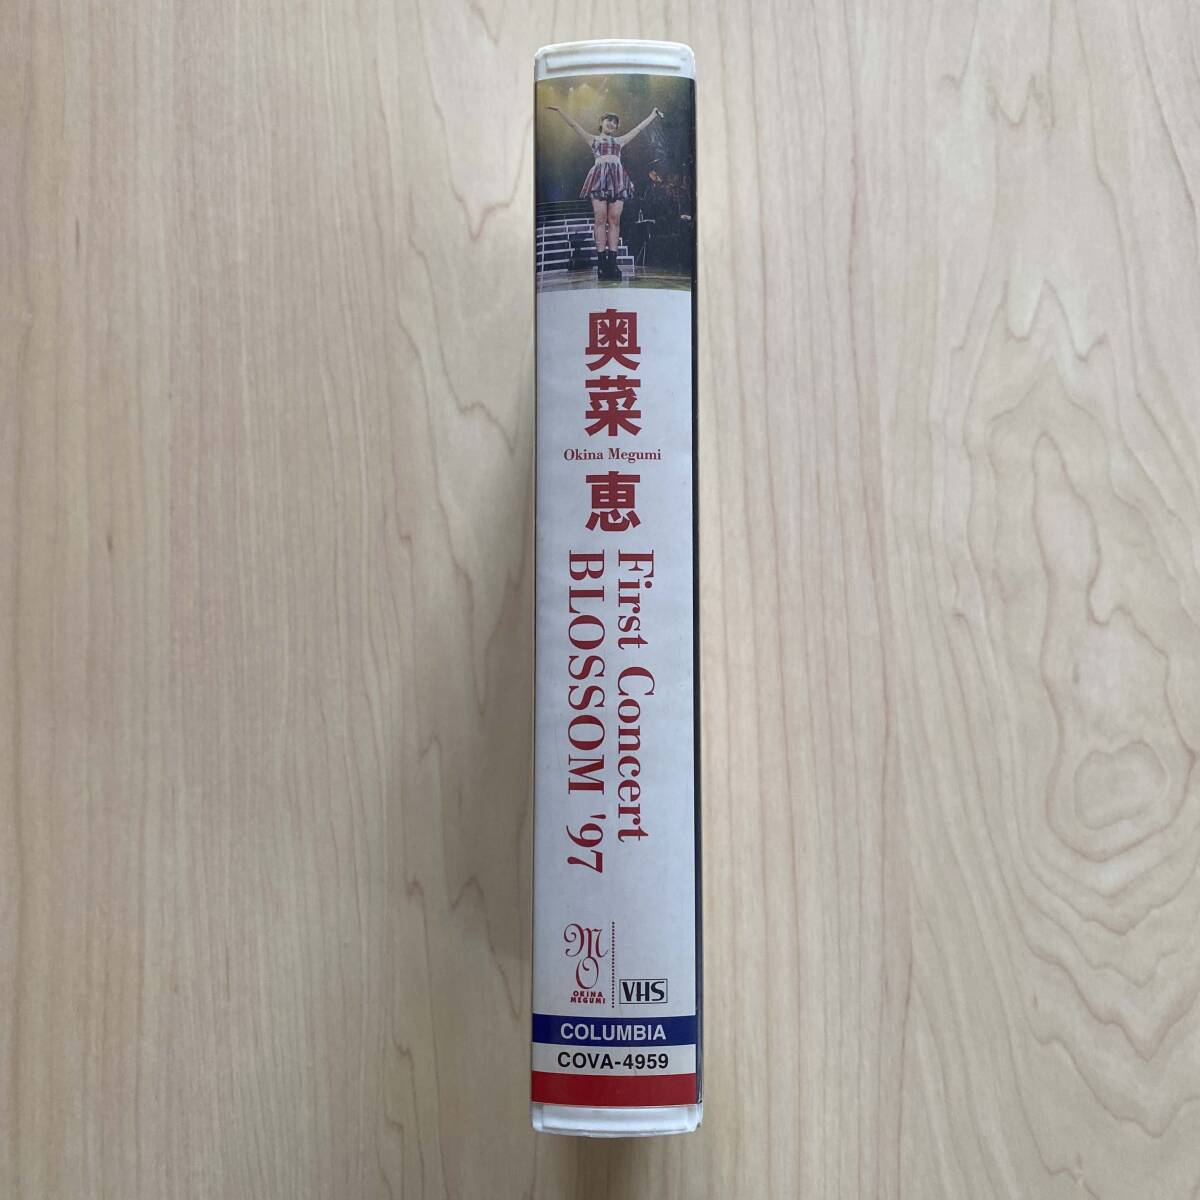 奥菜
Okina Megumi
恵
First Concert
BLOSSOM '97
MO
OKINA
MEGUMI
VHS
COLUMBIA
COVA-4959